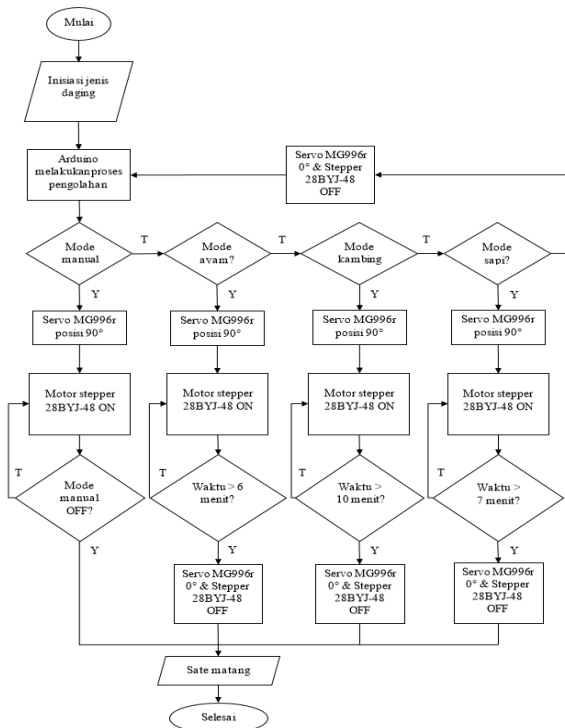 Mulai
Inisiasi jenis
daging
Arduino
melakukan proses
pengolahan
Servo MG996r
0° & Stepper
28BYJ-48
OFF
Mode
manual
T
Mode
ayam?
T
Mode
kambing
T
Mode
sapi?
Y
Y
Y
Y
Servo MG996r
posisi 90°
Servo MG996r
posisi 90°
Servo MG996r
posisi 90°
Servo MG996r
posisi 90°
Motor stepper
28BYJ-48 ON
Motor stepper
28BYJ-48 ON
Motor stepper
28BYJ-48 ON
Motor stepper
28BYJ-48 ON
T
Mode
manual
OFF?
T
Waktu > 6
menit?
T
Waktu >
10 menit?
T
Waktu >
7 menit?
Y
Y
Y
Y
Servo MG996r
0° & Stepper
28BYJ-48
OFF
Servo MG996r
0° & Stepper
28BYJ-48
OFF
Servo MG996r
0° & Stepper
28BYJ-48
OFF
Sate matang
Selesai